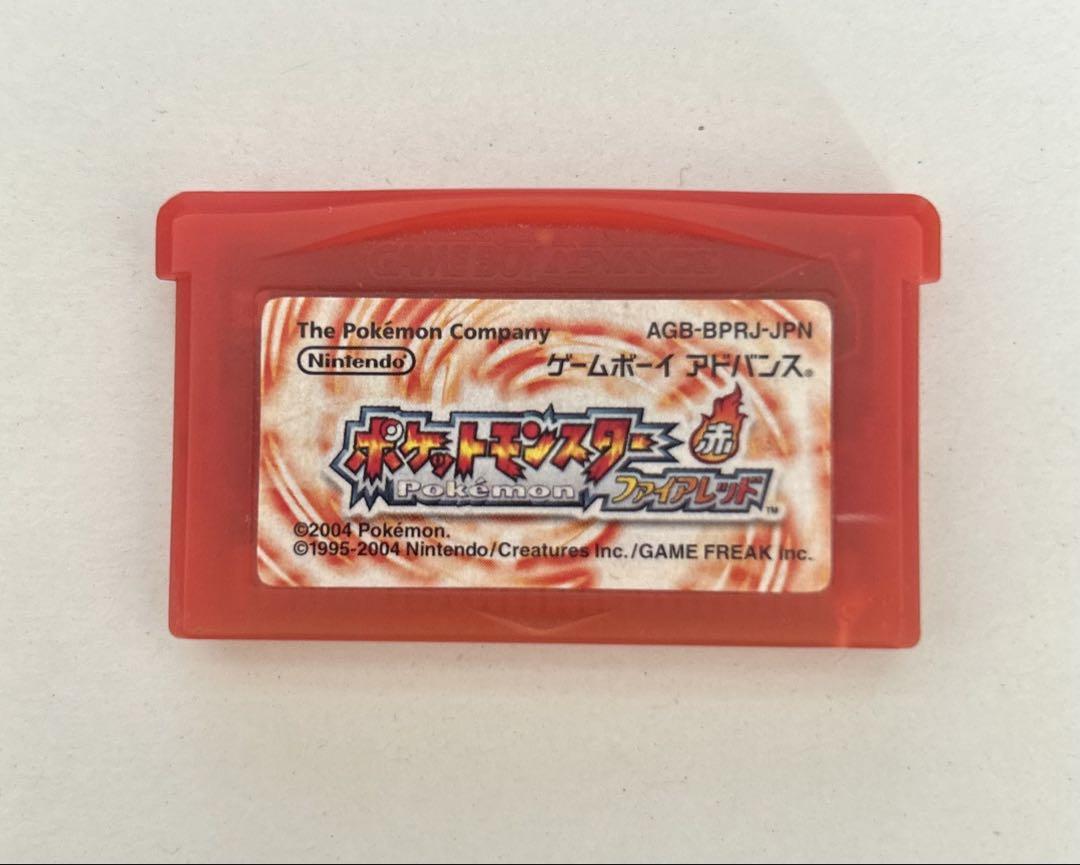 GAME BOY ADVANCE
The Pokémon Company
AGB-BPRJ-JPN
Nintendo
ゲームボーイ アドバンス®
ポケットモンスター
赤
Pokémon
ファイアレッド™
©2004 Pokémon.
©1995-2004 Nintendo/Creatures Inc./GAME FREAK inc.